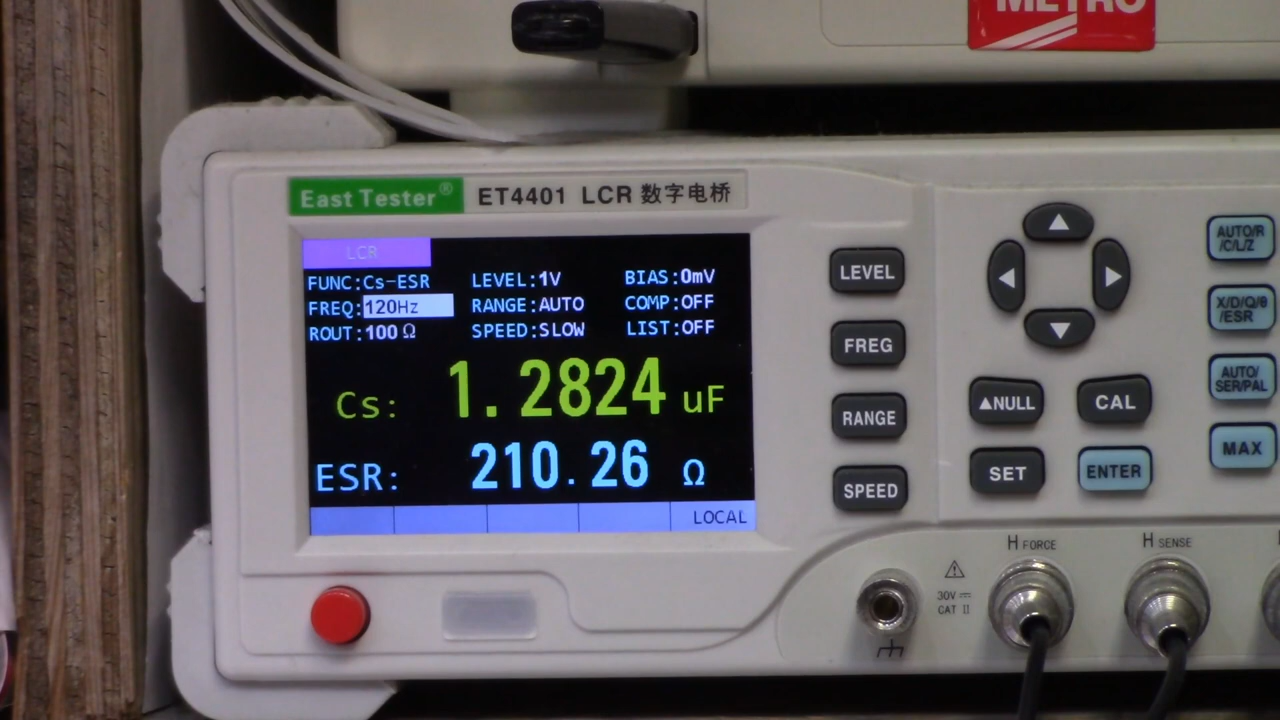 METRO
East Tester®
ET4401 LCR 数字电桥
LCR
FUNC:Cs-ESR LEVEL:1V BIAS:0mV
FREQ:120Hz RANGE:AUTO COMP:OFF
ROUT:100 Ω SPEED:SLOW LIST:OFF
Cs: 1.2824 uF
ESR: 210.26 Ω
LOCAL
LEVEL
FREG
RANGE
SPEED
▲
◀ ▶
▼
▲NULL CAL
SET ENTER
AUTO/R
/C/L/Z
X/D/Q/θ
/ESR
AUTO/
SER/PAL
MAX
H FORCE
H SENSE
30V
CAT II